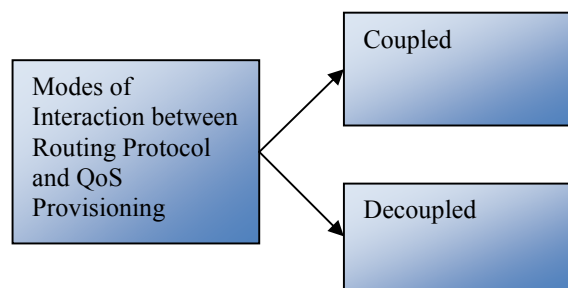 Modes of
Interaction between
Routing Protocol
and QoS
Provisioning
Coupled
Decoupled